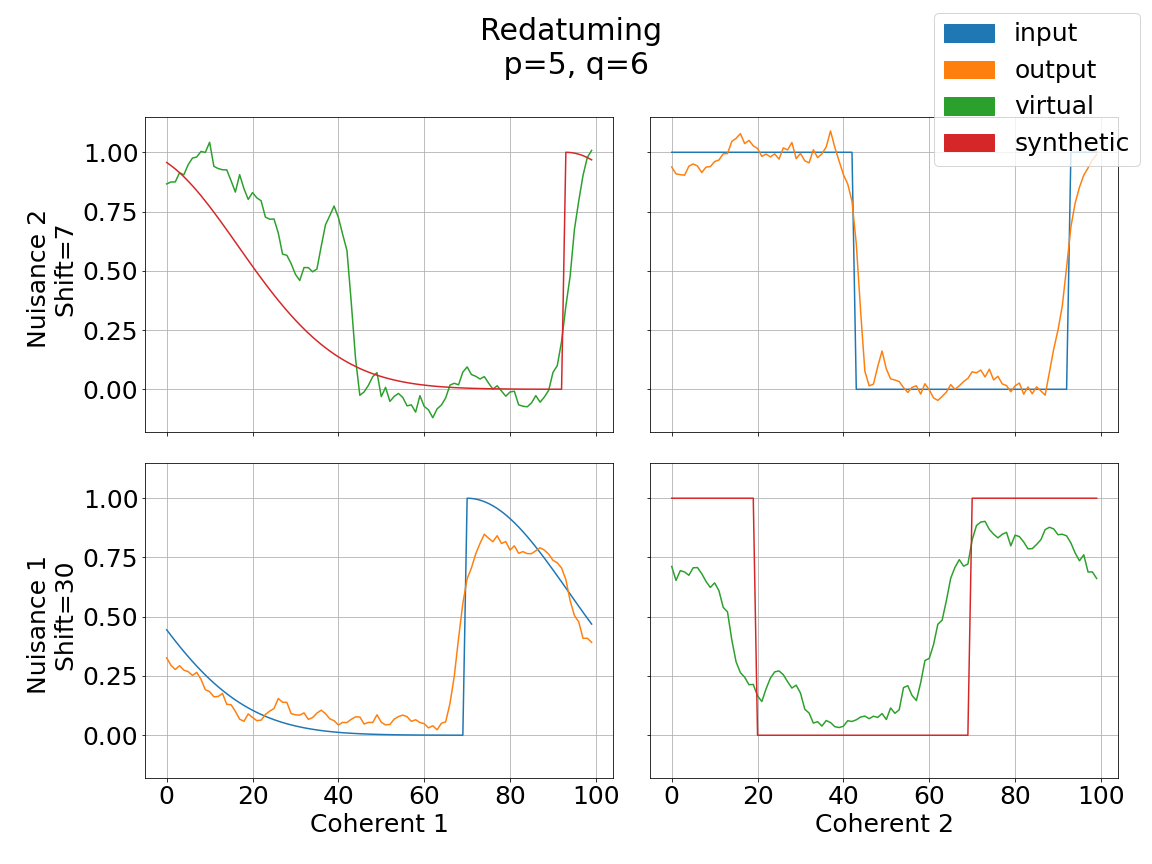 Redatuming
p=5, q=6
input
output
virtual
synthetic
Nuisance 2
Shift=7
1.00
0.75
0.50
0.25
0.00
Nuisance 1
Shift=30
1.00
0.75
0.50
0.25
0.00
0 20 40 60 80 100
Coherent 1
0 20 40 60 80 100
Coherent 2